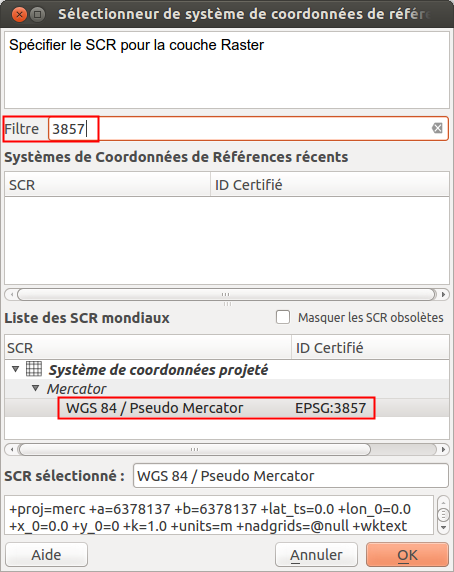 Sélectionneur de système de coordonnées de référe
Spécifier le SCR pour la couche Raster
Filtre 3857
Systèmes de Coordonnées de Références récents
SCR ID Certifié
Liste des SCR mondiaux Masquer les SCR obsolètes
SCR ID Certifié
Système de coordonnées projeté
Mercator
WGS 84 / Pseudo Mercator EPSG:3857
SCR sélectionné : WGS 84 / Pseudo Mercator
+proj=merc +a=6378137 +b=6378137 +lat_ts=0.0 +lon_0=0.0
+x_0=0.0 +y_0=0 +k=1.0 +units=m +nadgrids=@null +wktext
Aide Annuler OK